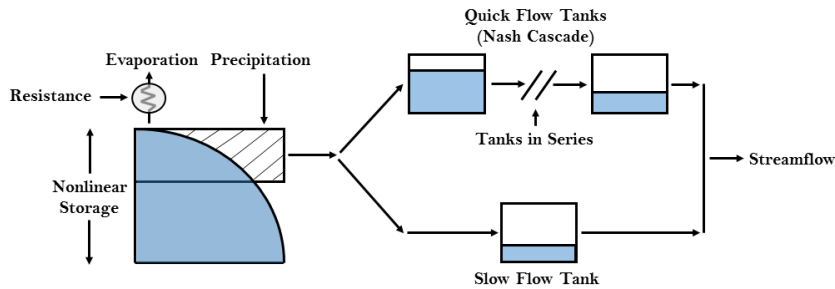 Quick Flow Tanks
(Nash Cascade)
Evaporation
Precipitation
Resistance
Tanks in Series
Streamflow
Nonlinear
Storage
Slow Flow Tank